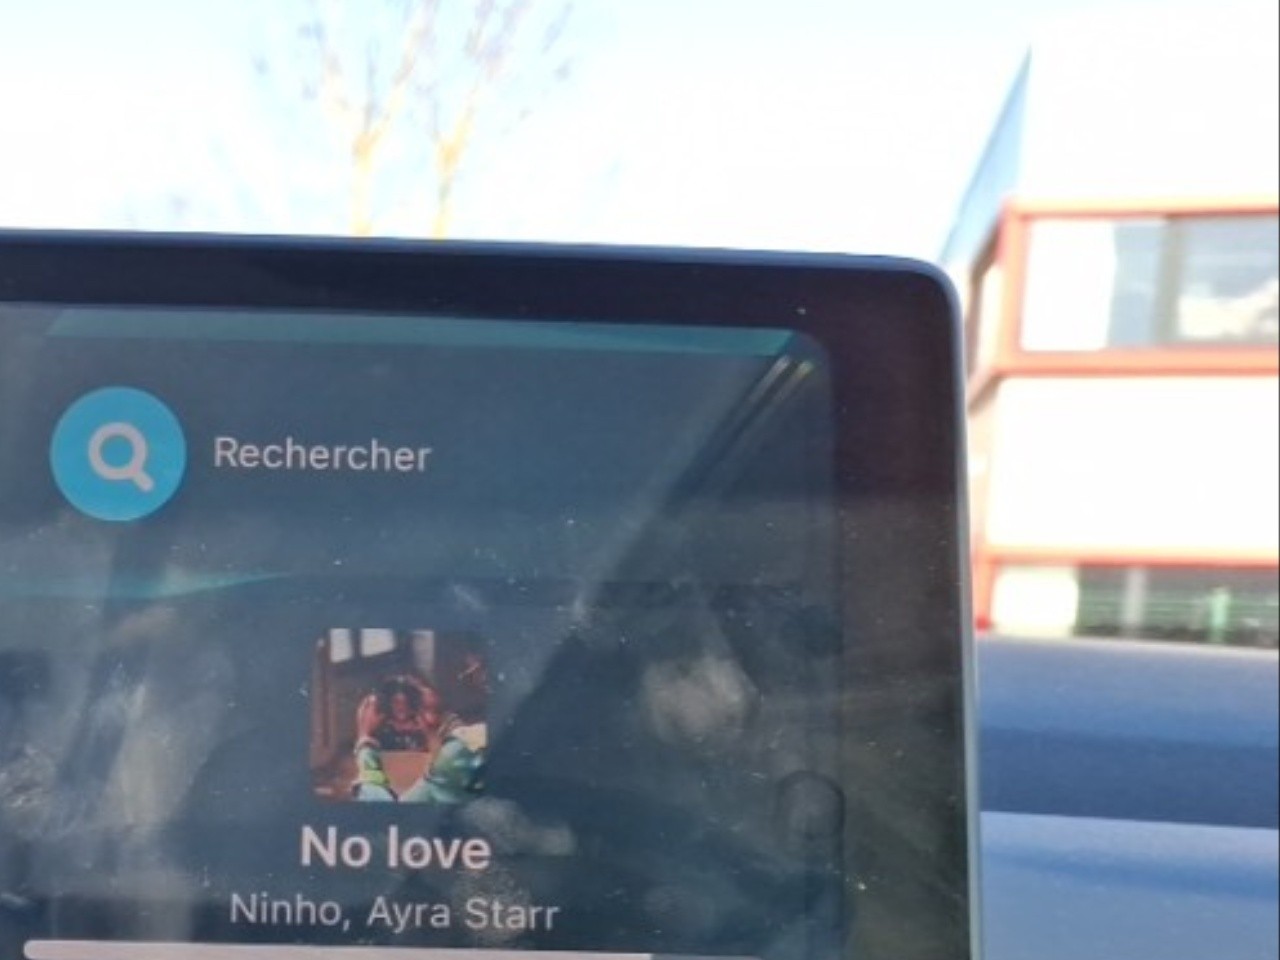 Rechercher
No love
Ninho, Ayra Starr